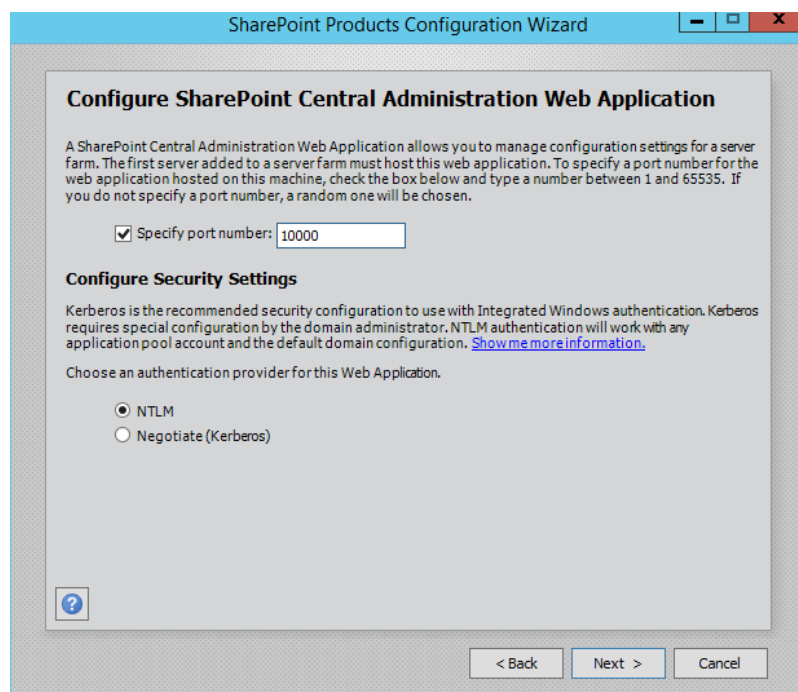 SharePoint Products Configuration Wizard
Configure SharePoint Central Administration Web Application
A SharePoint Central Administration Web Application allows you to manage configuration settings for a server
farm. The first server added to a server farm must host this web application. To specify a port number for the
web application hosted on this machine, check the box below and type a number between 1 and 65535. If
you do not specify a port number, a random one will be chosen.
Specify port number: 10000
Configure Security Settings
Kerberos is the recommended security configuration to use with Integrated Windows authentication. Kerberos
requires special configuration by the domain administrator. NTLM authentication will work with any
application pool account and the default domain configuration. Show me more information.
Choose an authentication provider for this Web Application.
NTLM
Negotiate (Kerberos)
< Back Next > Cancel